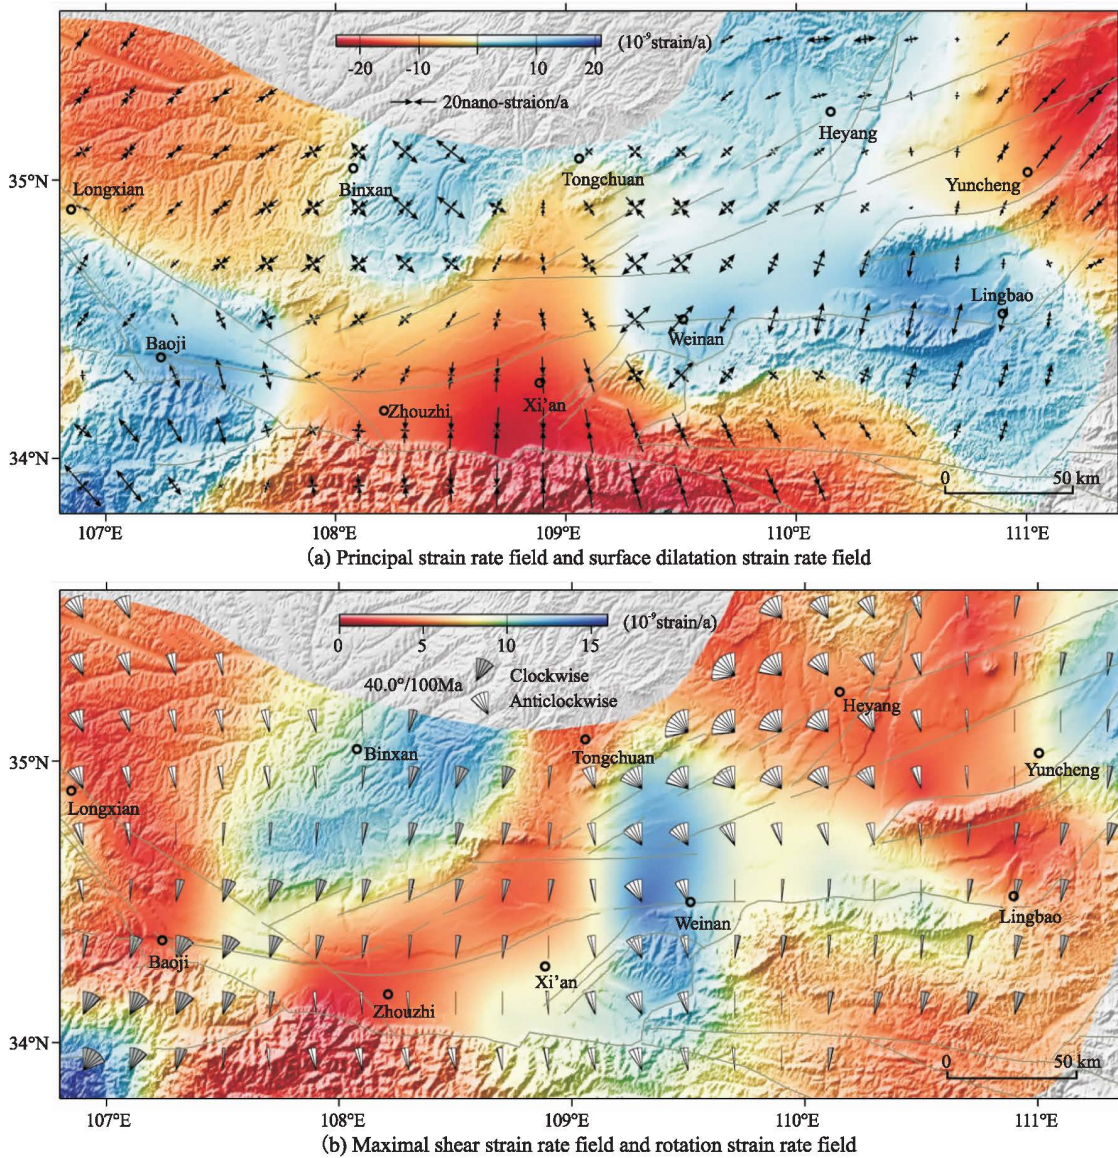 (10⁻⁹strain/a)
-20 -10 10 20
20nano-straion/a
Heyang
Tongchuan
35°N
Longxian
Binxan
Yuncheng
Lingbao
Weinan
Baoji
Xi'an
Zhouzhi
34°N
0 50 km
107°E 108°E 109°E 110°E 111°E
(a) Principal strain rate field and surface dilatation strain rate field
(10⁻⁹strain/a)
0 5 10 15
40.0°/100Ma
Clockwise
Anticlockwise
Heyang
Binxan
Tongchuan
35°N
Yuncheng
Longxian
Weinan
Lingbao
Baoji
Xi'an
Zhouzhi
34°N
0 50 km
107°E 108°E 109°E 110°E 111°E
(b) Maximal shear strain rate field and rotation strain rate field